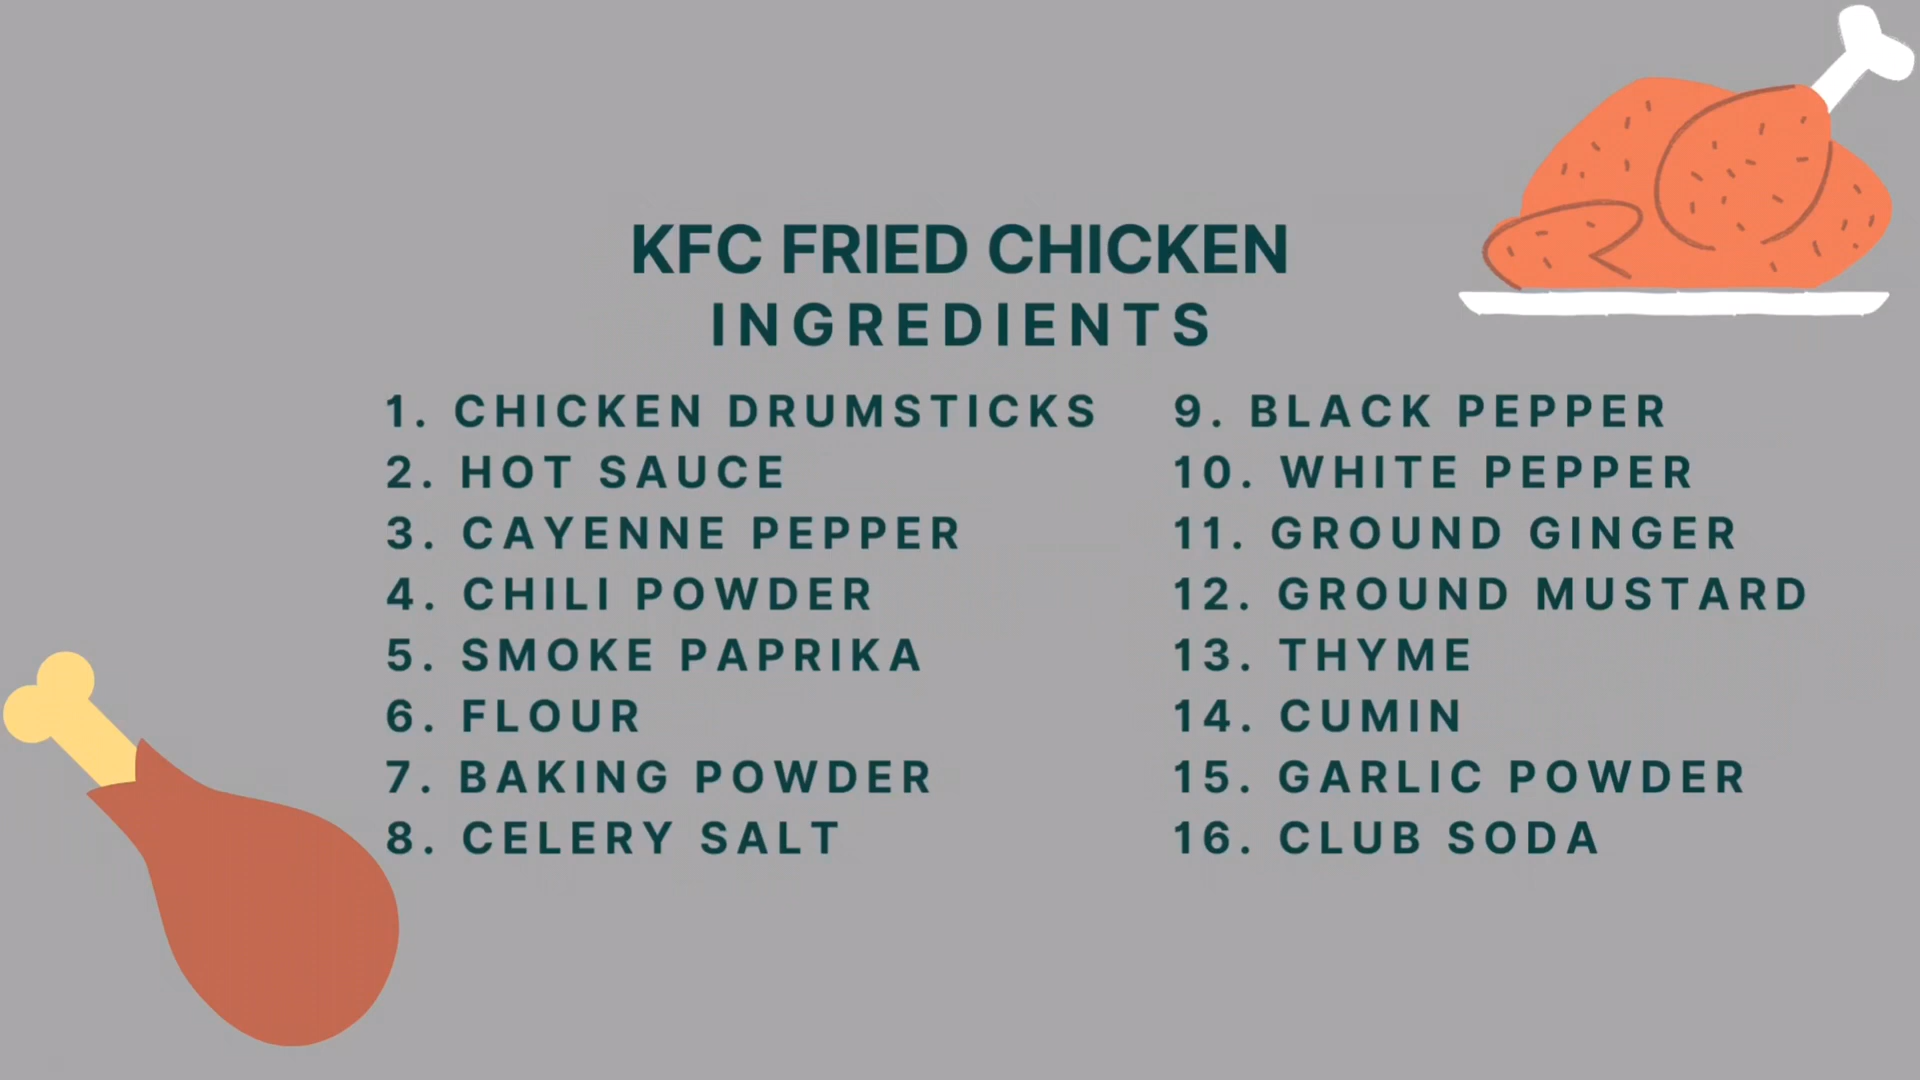 KFC FRIED CHICKEN
INGREDIENTS
1. CHICKEN DRUMSTICKS
2. HOT SAUCE
3. CAYENNE PEPPER
4. CHILI POWDER
5. SMOKE PAPRIKA
6. FLOUR
7. BAKING POWDER
8. CELERY SALT
9. BLACK PEPPER
10. WHITE PEPPER
11. GROUND GINGER
12. GROUND MUSTARD
13. THYME
14. CUMIN
15. GARLIC POWDER
16. CLUB SODA